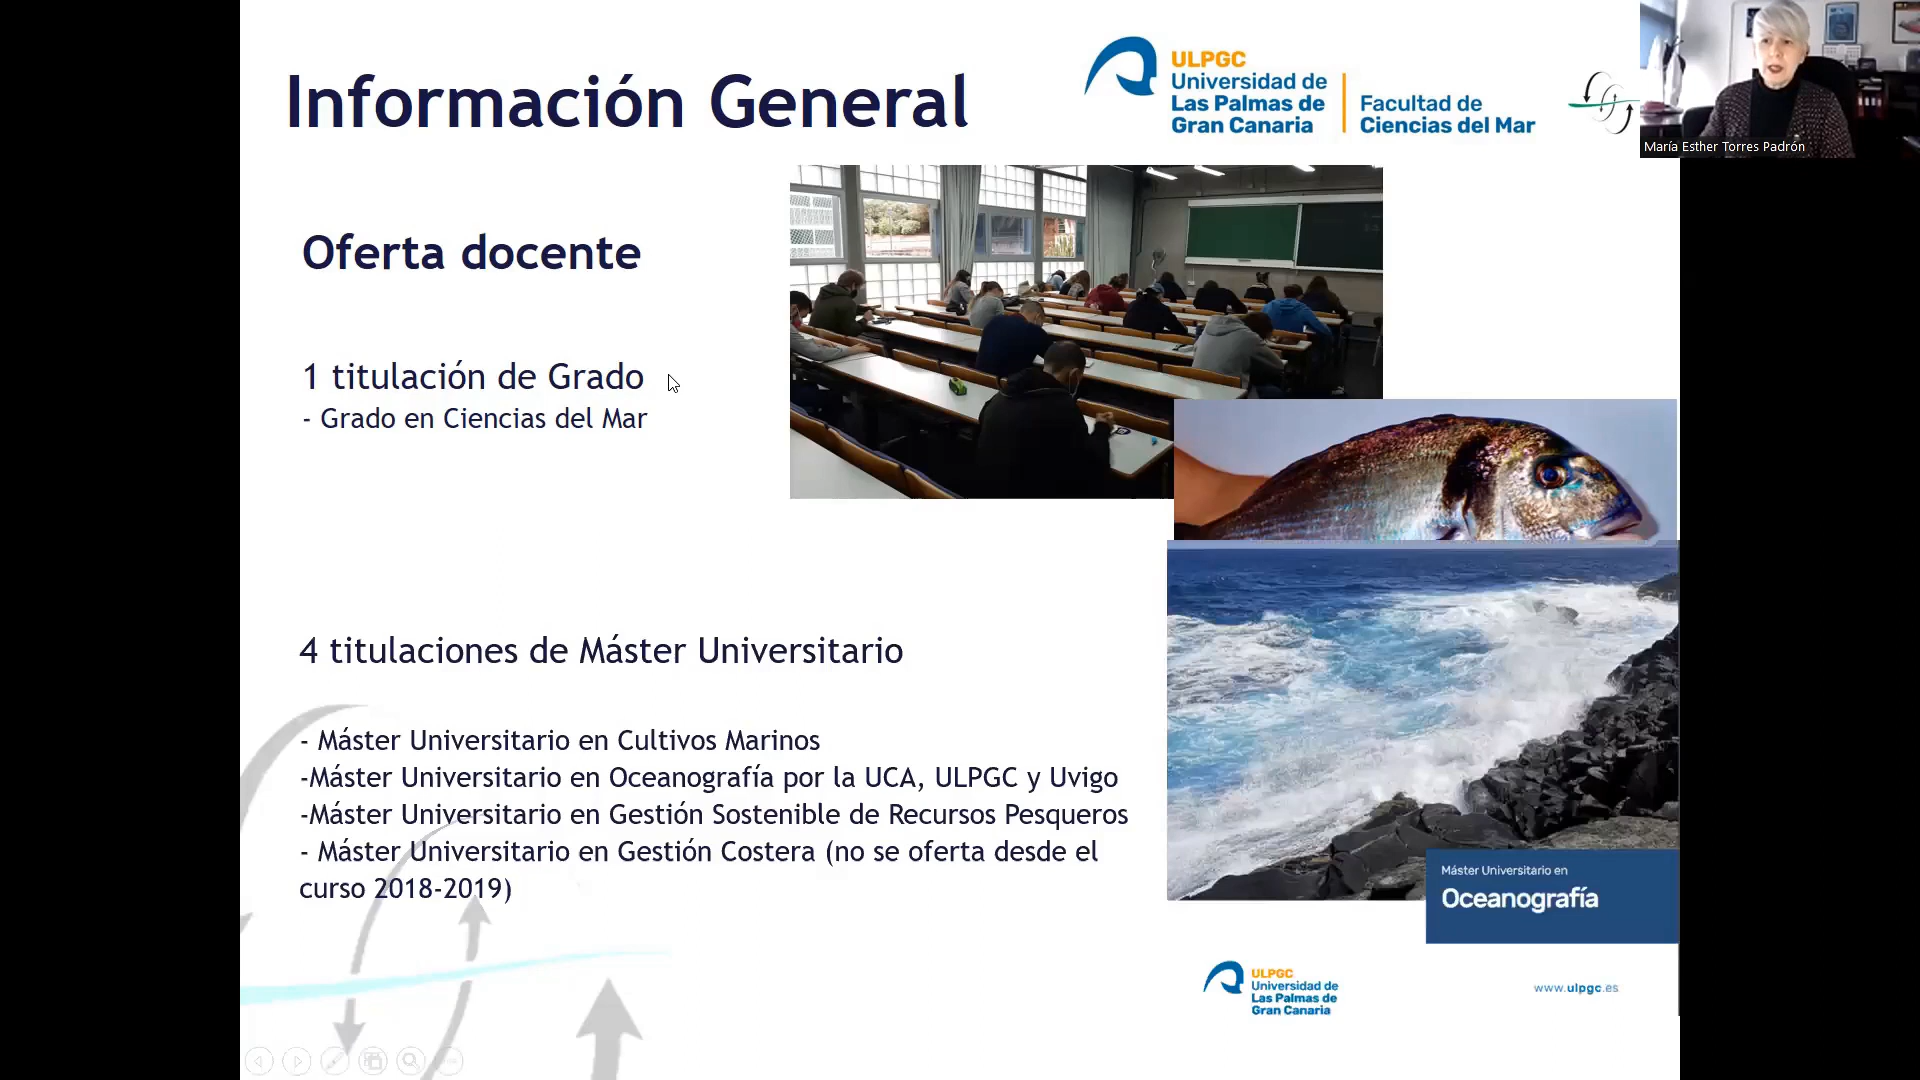 Información General
ULPGC
Universidad de
Las Palmas de
Gran Canaria
Facultad de
Ciencias del Mar
María Esther Torres Padrón
Oferta docente
1 titulación de Grado
- Grado en Ciencias del Mar
4 titulaciones de Máster Universitario
- Máster Universitario en Cultivos Marinos
-Máster Universitario en Oceanografía por la UCA, ULPGC y Uvigo
-Máster Universitario en Gestión Sostenible de Recursos Pesqueros
- Máster Universitario en Gestión Costera (no se oferta desde el
curso 2018-2019)
Máster Universitario en
Oceanografía
ULPGC
Universidad de
Las Palmas de
Gran Canaria
www.ulpgc.es